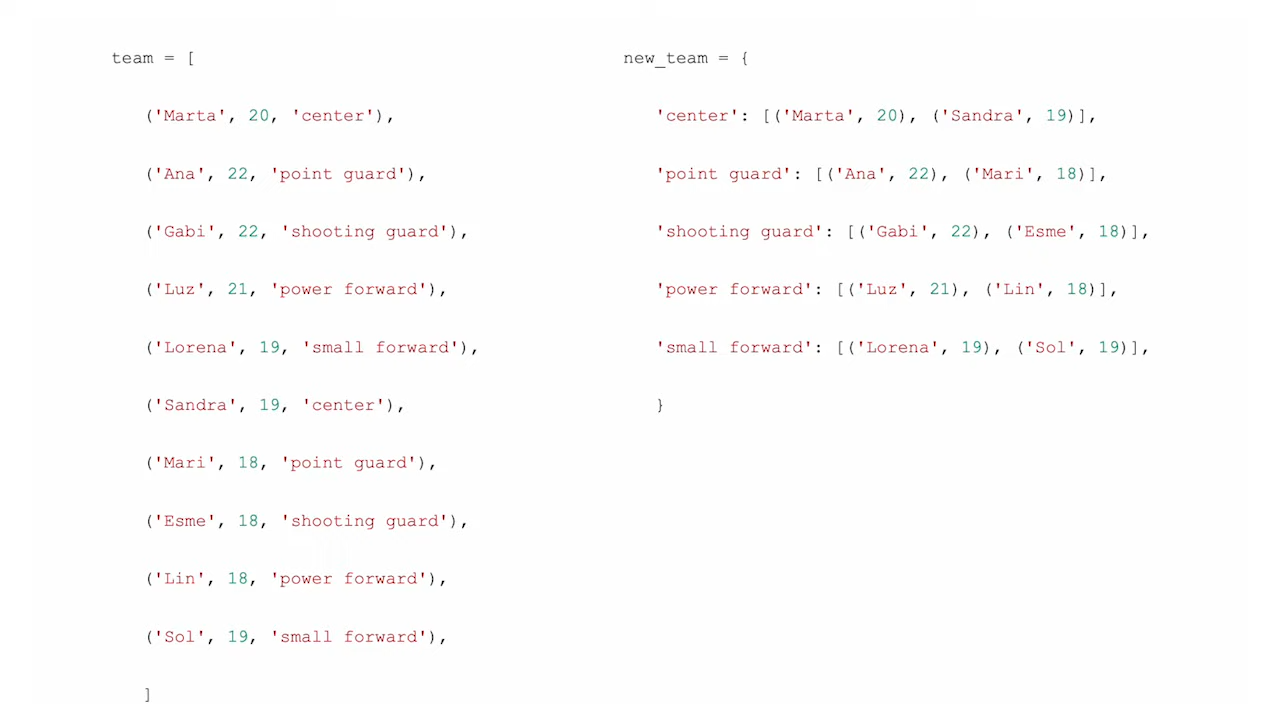 team = [
('Marta', 20, 'center'),
('Ana', 22, 'point guard'),
('Gabi', 22, 'shooting guard'),
('Luz', 21, 'power forward'),
('Lorena', 19, 'small forward'),
('Sandra', 19, 'center'),
('Mari', 18, 'point guard'),
('Esme', 18, 'shooting guard'),
('Lin', 18, 'power forward'),
('Sol', 19, 'small forward'),
]
new_team = {
'center': [('Marta', 20), ('Sandra', 19)],
'point guard': [('Ana', 22), ('Mari', 18)],
'shooting guard': [('Gabi', 22), ('Esme', 18)],
'power forward': [('Luz', 21), ('Lin', 18)],
'small forward': [('Lorena', 19), ('Sol', 19)],
}